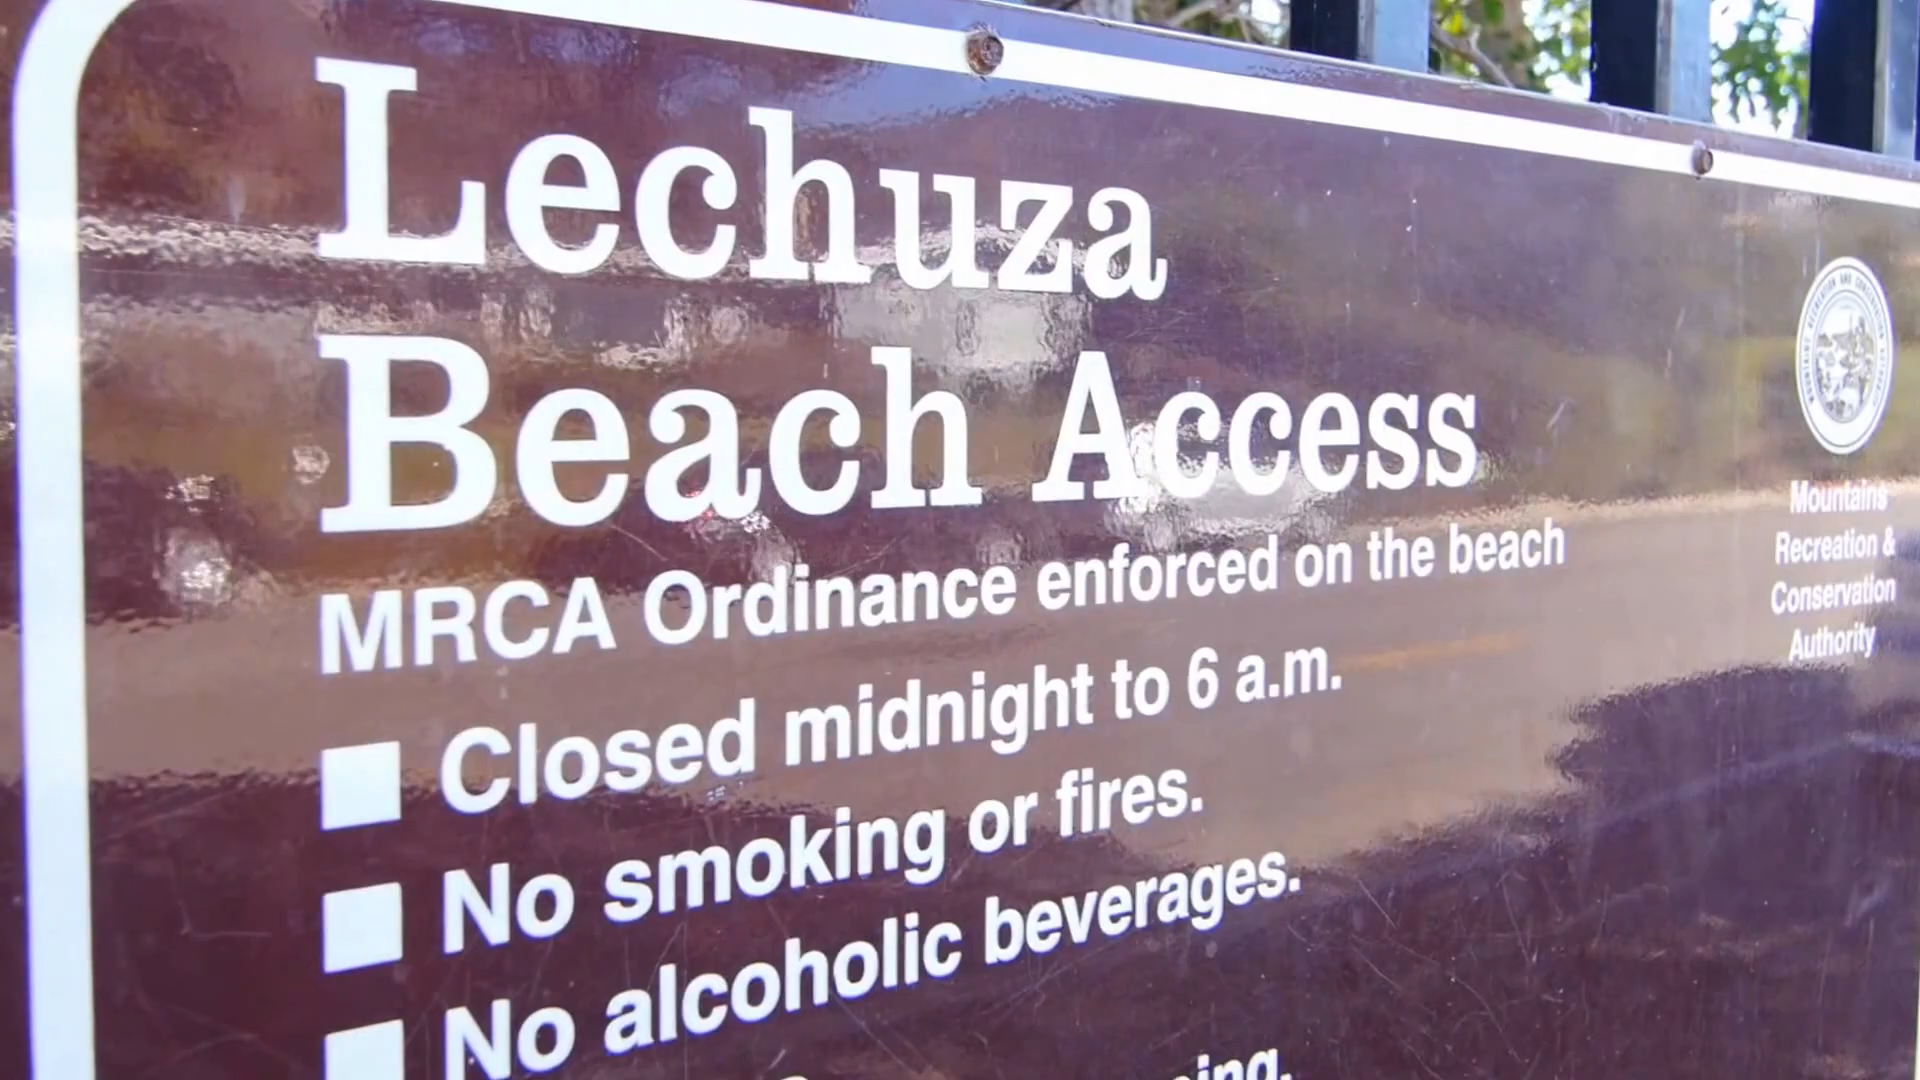 Lechuza
Beach Access
MRCA Ordinance enforced on the beach
■ Closed midnight to 6 a.m.
■ No smoking or fires.
■ No alcoholic beverages.
Mountains
Recreation &
Conservation
Authority